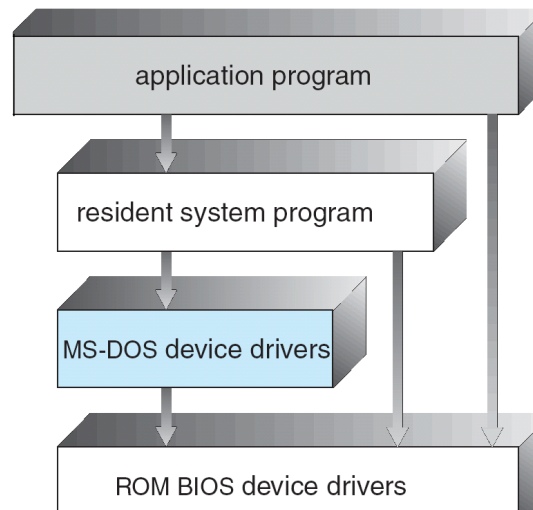 application program
resident system program
MS-DOS device drivers
ROM BIOS device drivers